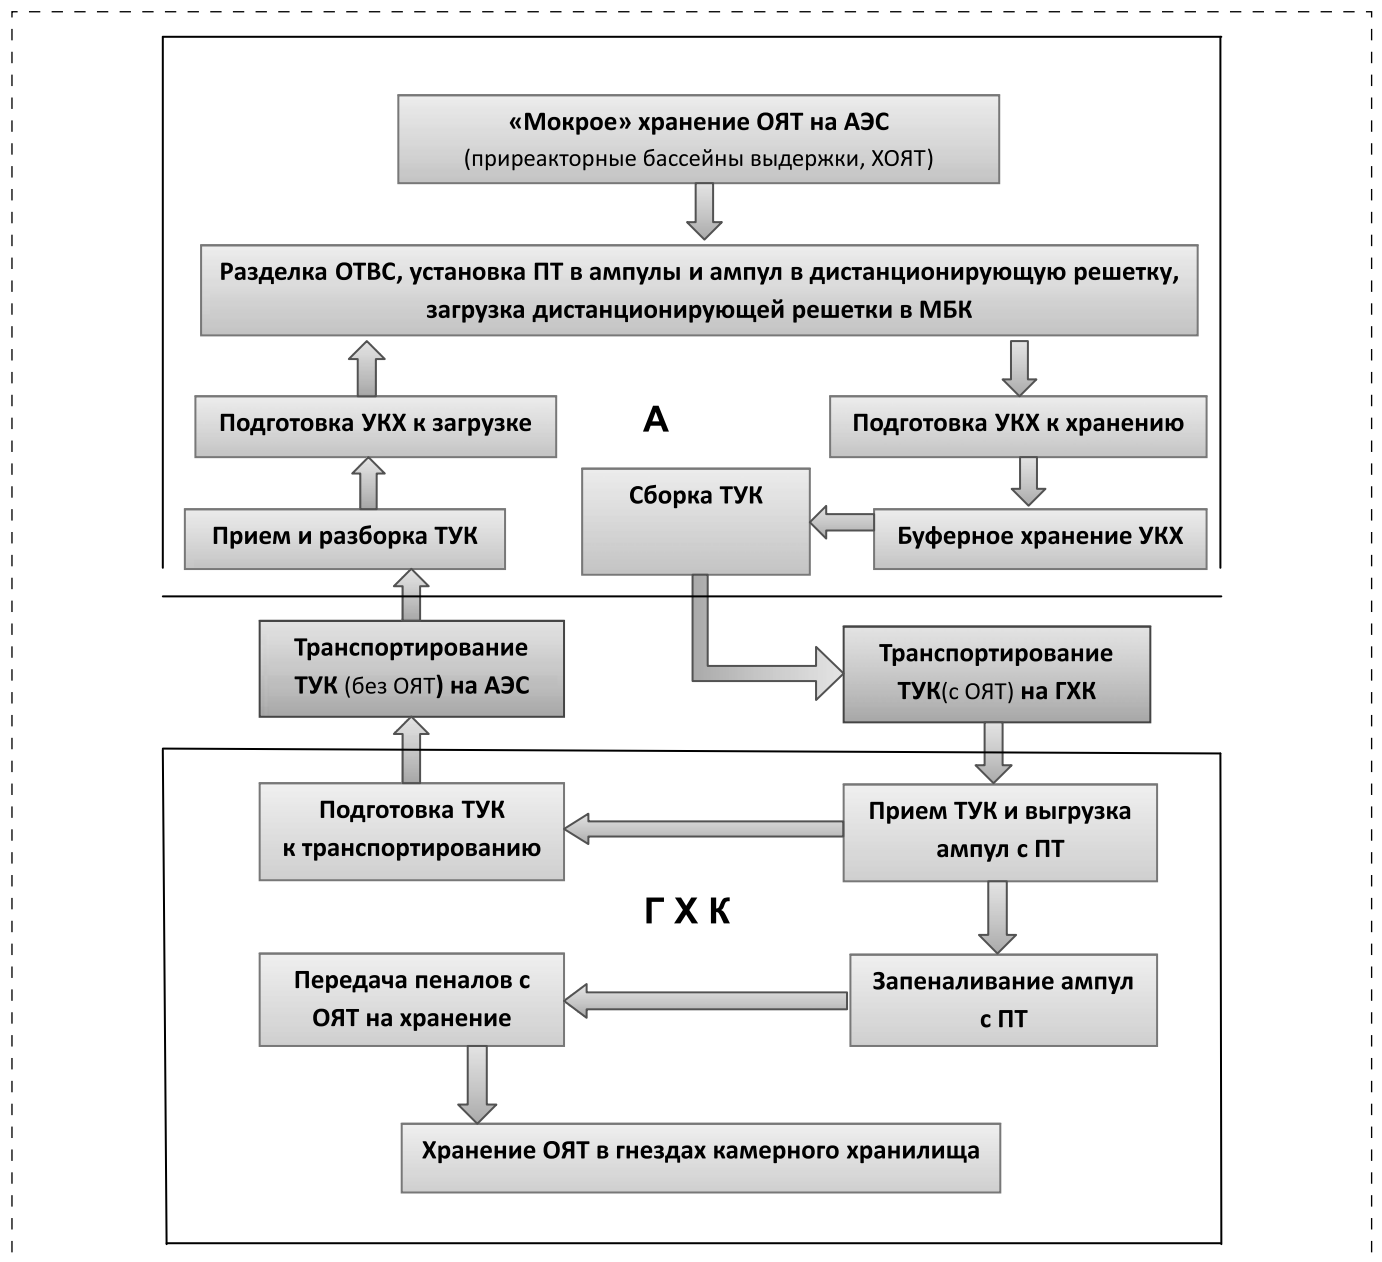 «Мокрое» хранение ОЯТ на АЭС
(приреакторные бассейны выдержки, ХОЯТ)
Разделка ОТВС, установка ПТ в ампулы и ампул в дистанционирующую решетку,
загрузка дистанционирующей решетки в МБК
Подготовка УКХ к загрузке
А
Подготовка УКХ к хранению
Сборка ТУК
Прием и разборка ТУК
Буферное хранение УКХ
Транспортирование
ТУК (без ОЯТ) на АЭС
Транспортирование
ТУК(с ОЯТ) на ГХК
Подготовка ТУК
к транспортированию
Прием ТУК и выгрузка
ампул с ПТ
Г Х К
Передача пеналов с
ОЯТ на хранение
Запеналивание ампул
с ПТ
Хранение ОЯТ в гнездах камерного хранилища